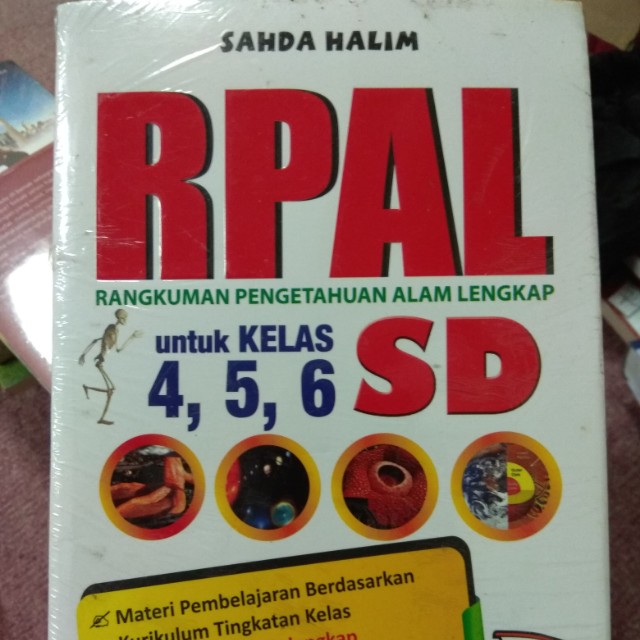 SAHDA HALIM
RPAL
RANGKUMAN PENGETAHUAN ALAM LENGKAP
untuk KELAS
4, 5, 6 SD
Materi Pembelajaran Berdasarkan
Kurikulum Tingkatan Kelas